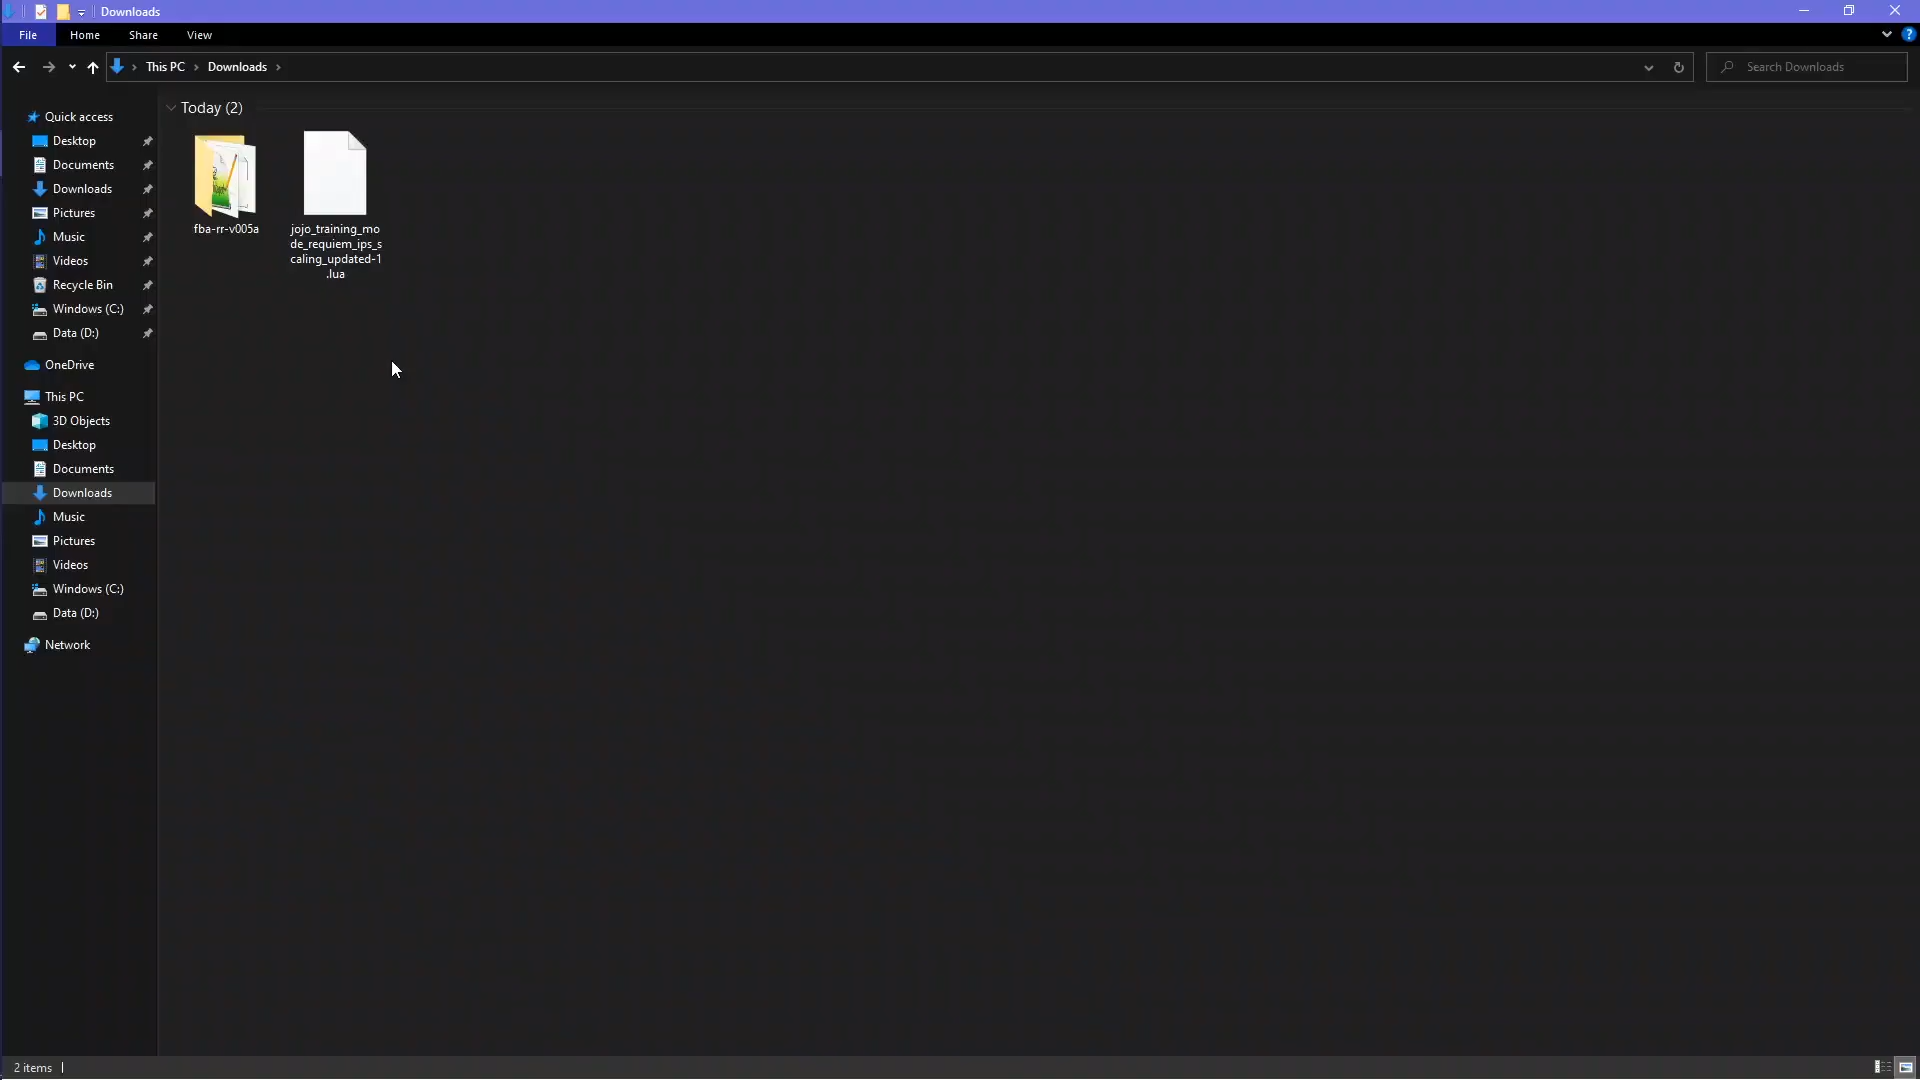 Downloads
File Home Share View
This PC Downloads
Search Downloads
Quick access
Desktop
Documents
Downloads
Pictures
Music
Videos
Recycle Bin
Windows (C:)
Data (D:)
OneDrive
This PC
3D Objects
Desktop
Documents
Downloads
Music
Pictures
Videos
Windows (C:)
Data (D:)
Network
Today (2)
fba-rr-v005a
jojo_training_mo
de_requiem_ips_s
caling_updated-1
.lua
2 items